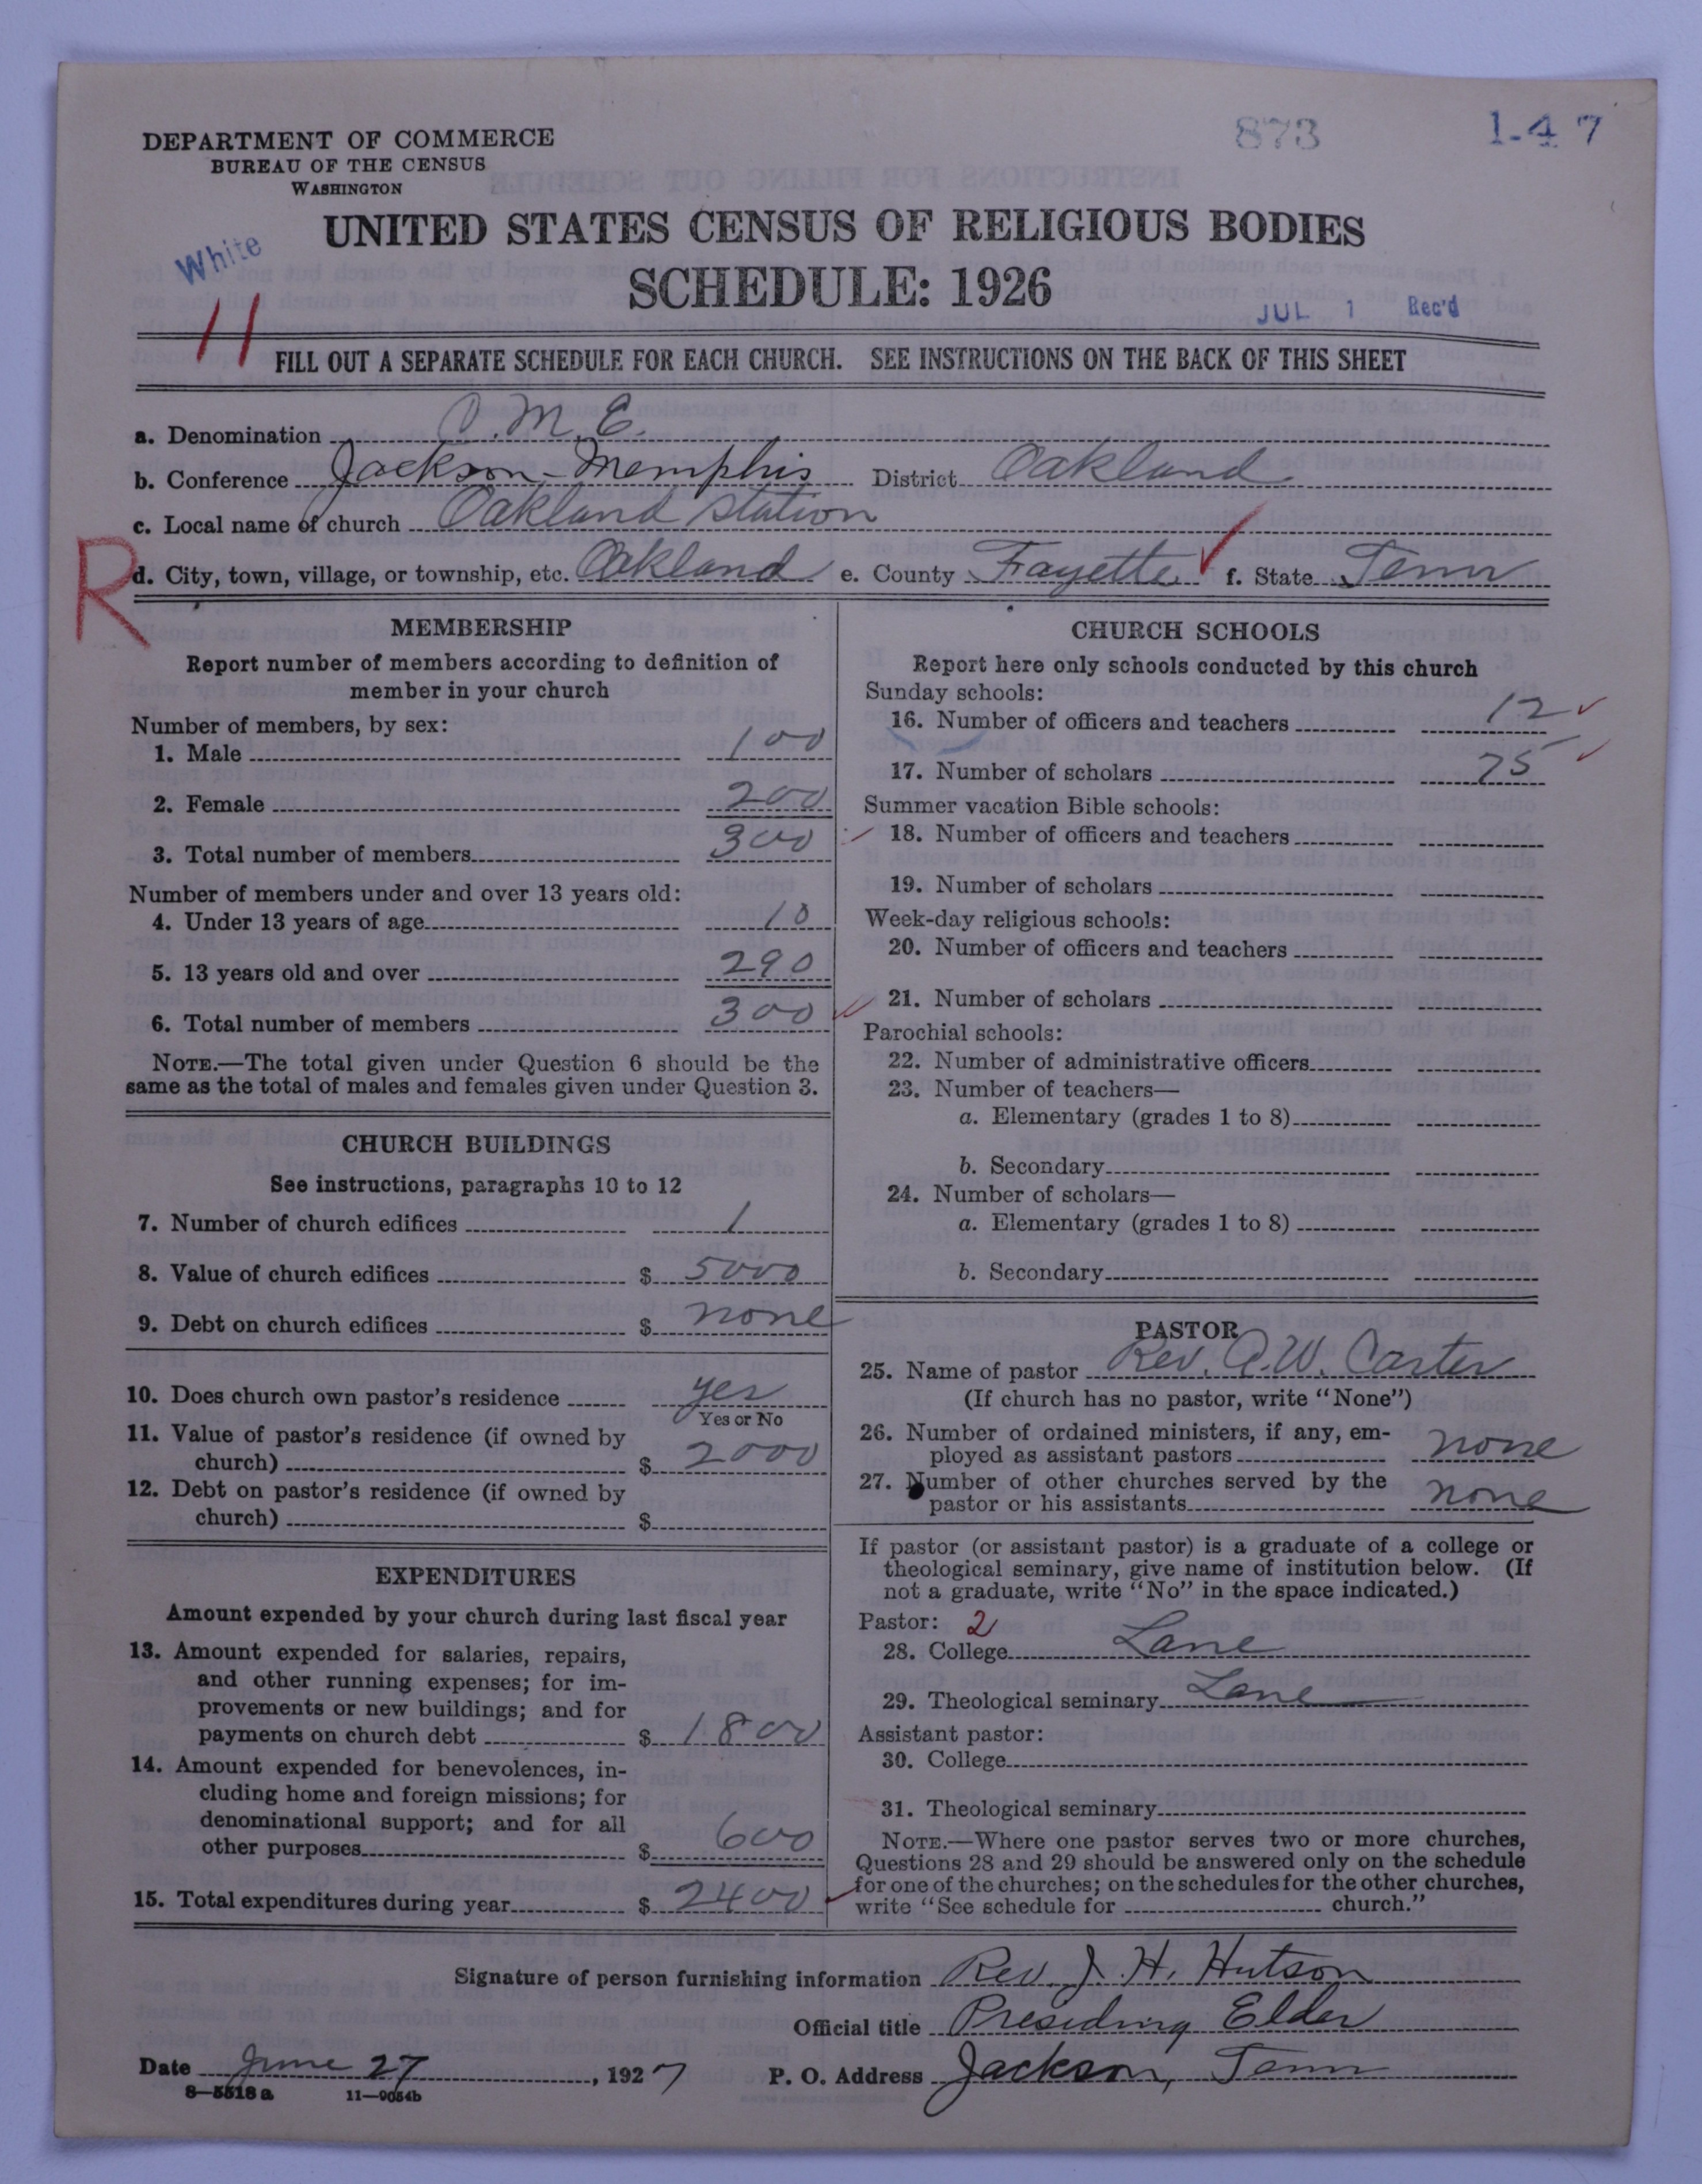 873
1-47
DEPARTMENT OF COMMERCE
BUREAU OF THE CENSUS
WASHINGTON
UNITED STATES CENSUS OF RELIGIOUS BODIES
White
SCHEDULE: 1926
JUL 1 Rec'd
11
FILL OUT A SEPARATE SCHEDULE FOR EACH CHURCH. SEE INSTRUCTIONS ON THE BACK OF THIS SHEET
a. Denomination C.M.E.
b. Conference Jackson-Memphis District Oakland
c. Local name of church Oakland Station
R
d. City, town, village, or township, etc. Oakland e. County Fayette f. State Tenn
MEMBERSHIP
Report number of members according to definition of
member in your church
Number of members, by sex:
1. Male 100
2. Female 200
3. Total number of members 300
Number of members under and over 13 years old:
4. Under 13 years of age 10
5. 13 years old and over 290
6. Total number of members 300
NOTE.—The total given under Question 6 should be the
same as the total of males and females given under Question 3.
CHURCH BUILDINGS
See instructions, paragraphs 10 to 12
7. Number of church edifices 1
8. Value of church edifices $ 5000
9. Debt on church edifices $ none
10. Does church own pastor's residence yes
Yes or No
11. Value of pastor's residence (if owned by
church) $ 2000
12. Debt on pastor's residence (if owned by
church) $
EXPENDITURES
Amount expended by your church during last fiscal year
13. Amount expended for salaries, repairs,
and other running expenses; for im-
provements or new buildings; and for
payments on church debt $ 1800
14. Amount expended for benevolences, in-
cluding home and foreign missions; for
denominational support; and for all
other purposes $ 600
15. Total expenditures during year $ 2400
CHURCH SCHOOLS
Report here only schools conducted by this church
Sunday schools:
16. Number of officers and teachers 12
17. Number of scholars 75
Summer vacation Bible schools:
18. Number of officers and teachers
19. Number of scholars
Week-day religious schools:
20. Number of officers and teachers
21. Number of scholars
Parochial schools:
22. Number of administrative officers
23. Number of teachers—
a. Elementary (grades 1 to 8)
b. Secondary
24. Number of scholars—
a. Elementary (grades 1 to 8)
b. Secondary
PASTOR
25. Name of pastor Rev. A.W. Carter
(If church has no pastor, write "None")
26. Number of ordained ministers, if any, em-
ployed as assistant pastors none
27. Number of other churches served by the
pastor or his assistants none
If pastor (or assistant pastor) is a graduate of a college or
theological seminary, give name of institution below. (If
not a graduate, write "No" in the space indicated.)
Pastor: 2
28. College Lane
29. Theological seminary Lane
Assistant pastor:
30. College
31. Theological seminary
NOTE.—Where one pastor serves two or more churches,
Questions 28 and 29 should be answered only on the schedule
for one of the churches; on the schedules for the other churches,
write "See schedule for church."
Signature of person furnishing information Rev. J. H. Hutson
Official title Presiding Elder
Date June 27, 1927 P. O. Address Jackson, Tenn
8—5518 a 11—9054b